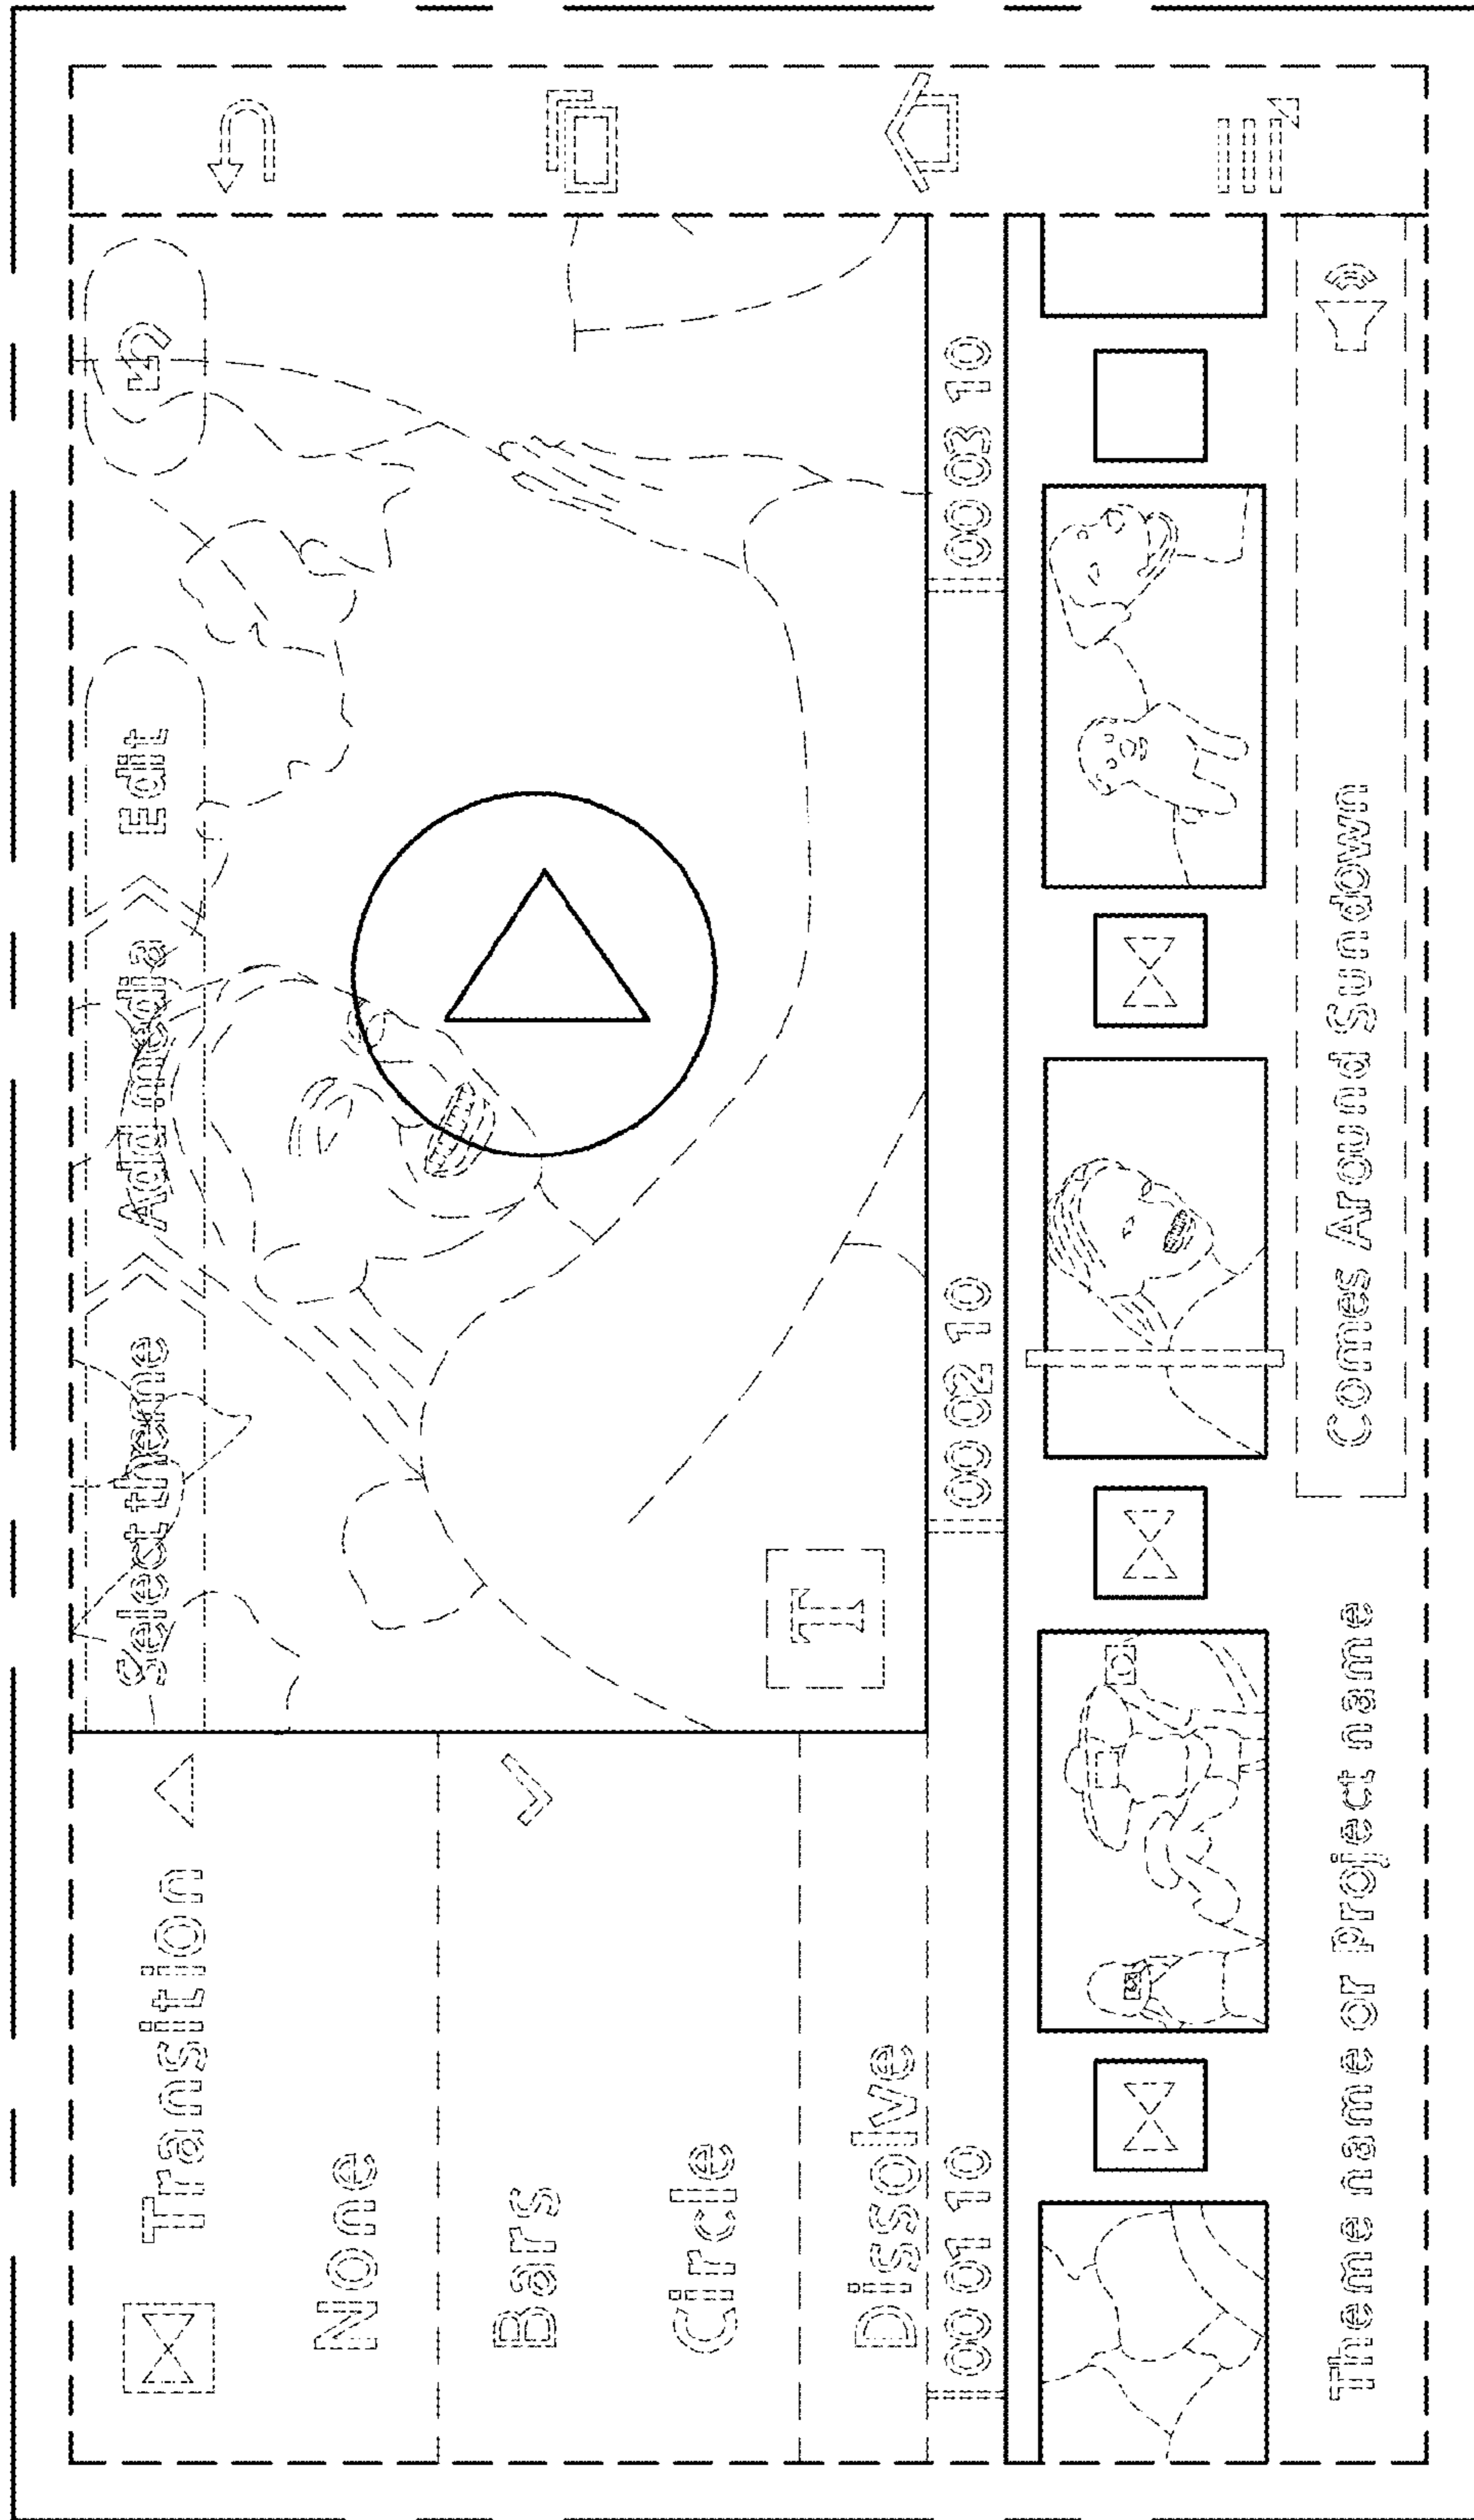 Transition
None
Bars
Circle
Dissolve
Select theme >> Add media >> Edit
T
00 01 10
00 02 10
00 03 10
Theme name or project name
Comes Around Sundown